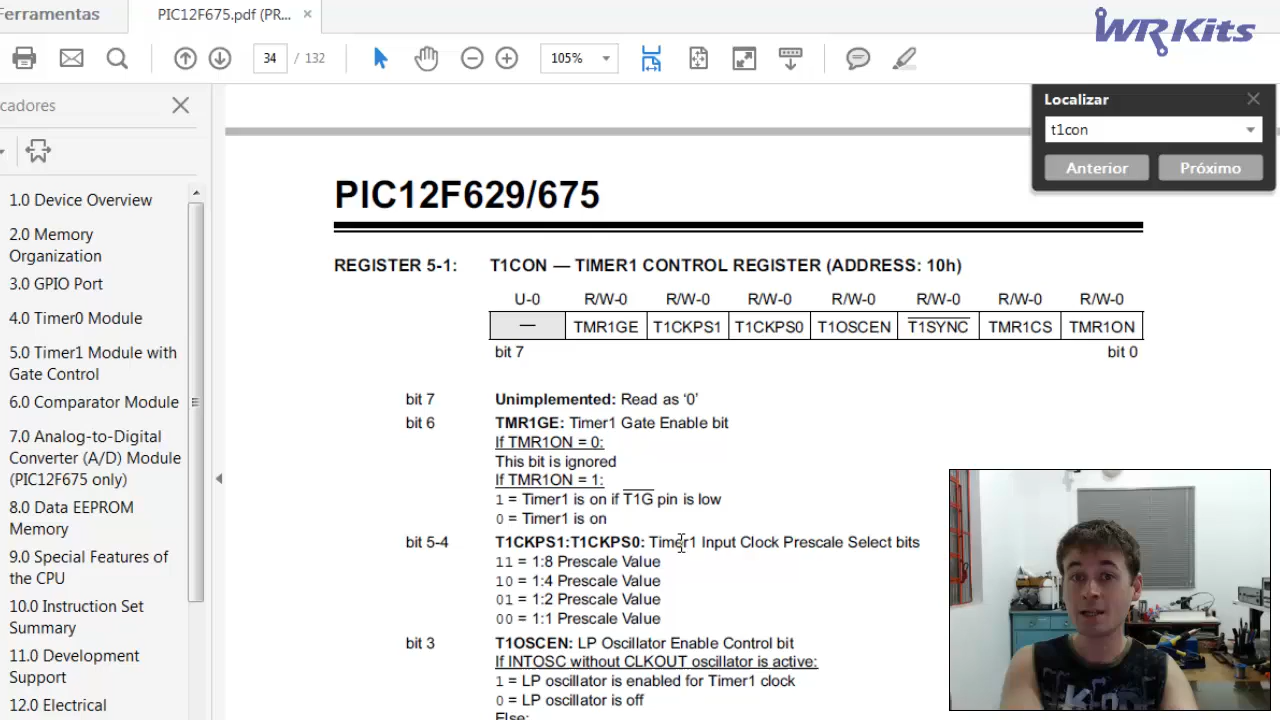 Ferramentas
PIC12F675.pdf (PR... ×
WR Kits
34 / 132
105%
cadores
Localizar
t1con
Anterior Próximo
1.0 Device Overview
2.0 Memory
Organization
3.0 GPIO Port
4.0 Timer0 Module
5.0 Timer1 Module with
Gate Control
6.0 Comparator Module
7.0 Analog-to-Digital
Converter (A/D) Module
(PIC12F675 only)
8.0 Data EEPROM
Memory
9.0 Special Features of
the CPU
10.0 Instruction Set
Summary
11.0 Development
Support
12.0 Electrical
PIC12F629/675
REGISTER 5-1: T1CON — TIMER1 CONTROL REGISTER (ADDRESS: 10h)
U-0 R/W-0 R/W-0 R/W-0 R/W-0 R/W-0 R/W-0 R/W-0
— TMR1GE T1CKPS1 T1CKPS0 T1OSCEN T1SYNC TMR1CS TMR1ON
bit 7 bit 0
bit 7 Unimplemented: Read as ‘0’
bit 6 TMR1GE: Timer1 Gate Enable bit
If TMR1ON = 0:
This bit is ignored
If TMR1ON = 1:
1 = Timer1 is on if T1G pin is low
0 = Timer1 is on
bit 5-4 T1CKPS1:T1CKPS0: Timer1 Input Clock Prescale Select bits
11 = 1:8 Prescale Value
10 = 1:4 Prescale Value
01 = 1:2 Prescale Value
00 = 1:1 Prescale Value
bit 3 T1OSCEN: LP Oscillator Enable Control bit
If INTOSC without CLKOUT oscillator is active:
1 = LP oscillator is enabled for Timer1 clock
0 = LP oscillator is off
Else: